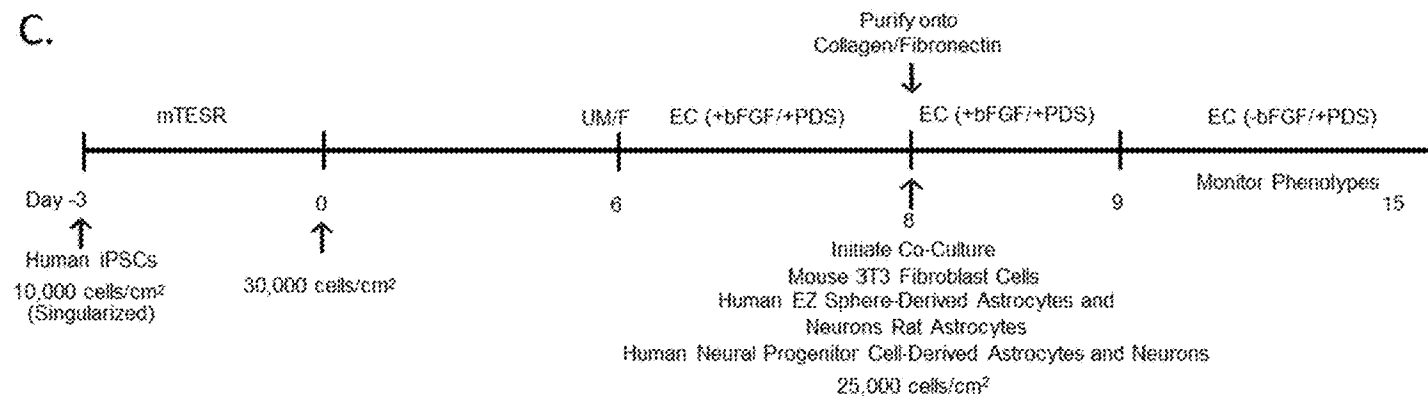 C.
Purify onto
Collagen/Fibronectin
mTESR
UM/F
EC (+bFGF/+PDS)
EC (+bFGF/+PDS)
EC (-bFGF/+PDS)
Day -3
0
6
8
9
Monitor Phenotypes
15
Human iPSCs
10,000 cells/cm²
(Singularized)
30,000 cells/cm²
Initiate Co-Culture
Mouse 3T3 Fibroblast Cells
Human EZ Sphere-Derived Astrocytes and
Neurons Rat Astrocytes
Human Neural Progenitor Cell-Derived Astrocytes and Neurons
25,000 cells/cm²